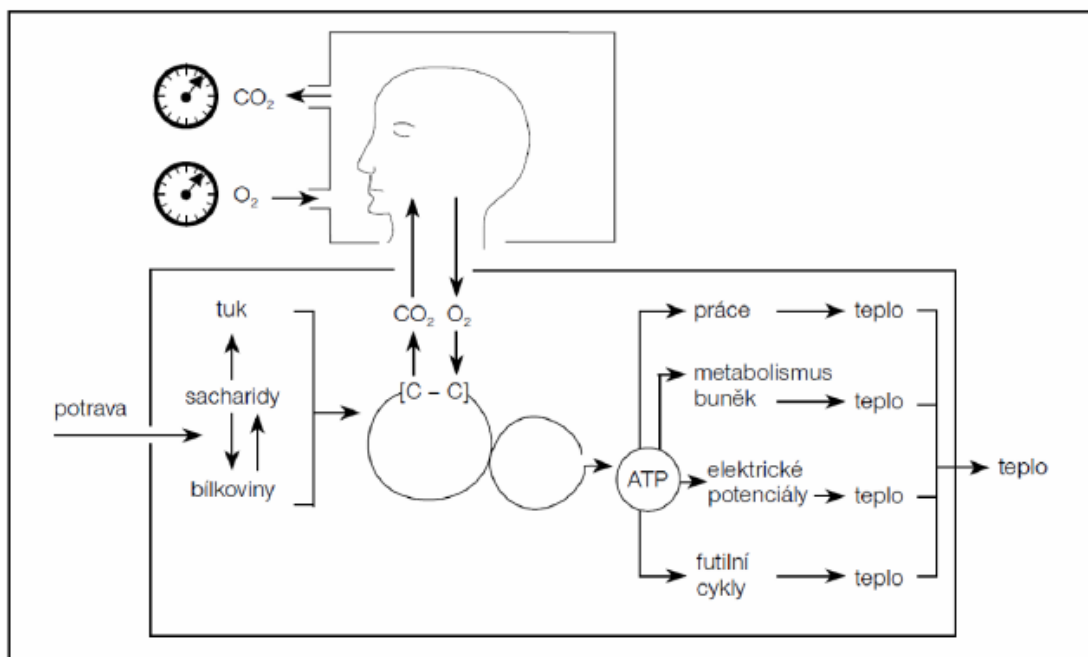 CO₂
O₂
CO₂ O₂
[C – C]
potrava
tuk
sacharidy
bílkoviny
ATP
práce
teplo
metabolismus
buněk
teplo
elektrické
potenciály
teplo
futilní
cykly
teplo
teplo